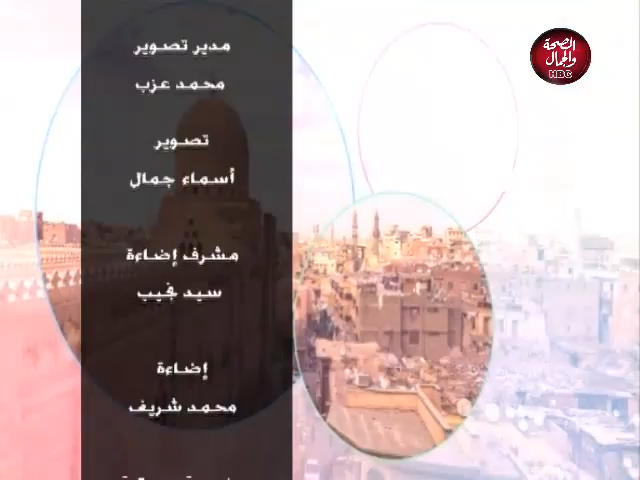 مدير تصوير
محمد عزب
تصوير
أسماء جمال
مشرف إضاءة
سيد نجيب
إضاءة
محمد شريف
الصحة
والجمال
HBC